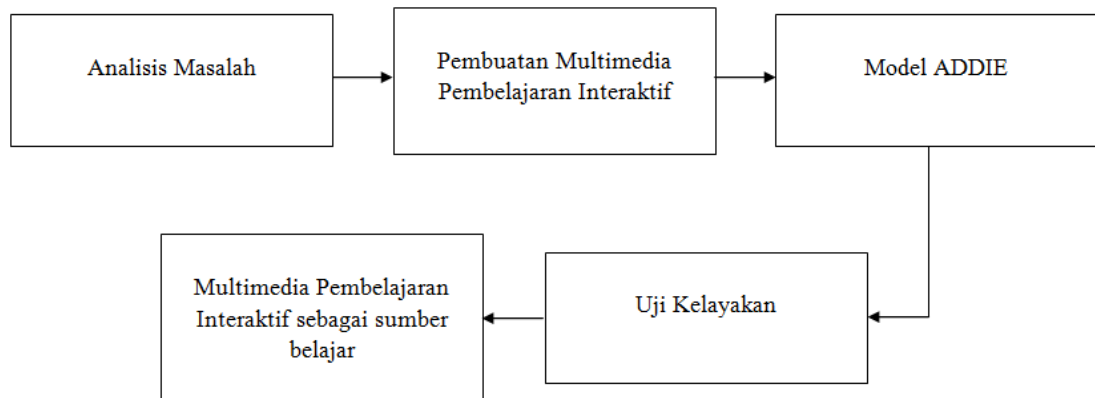 Analisis Masalah
Pembuatan Multimedia
Pembelajaran Interaktif
Model ADDIE
Multimedia Pembelajaran
Interaktif sebagai sumber
belajar
Uji Kelayakan